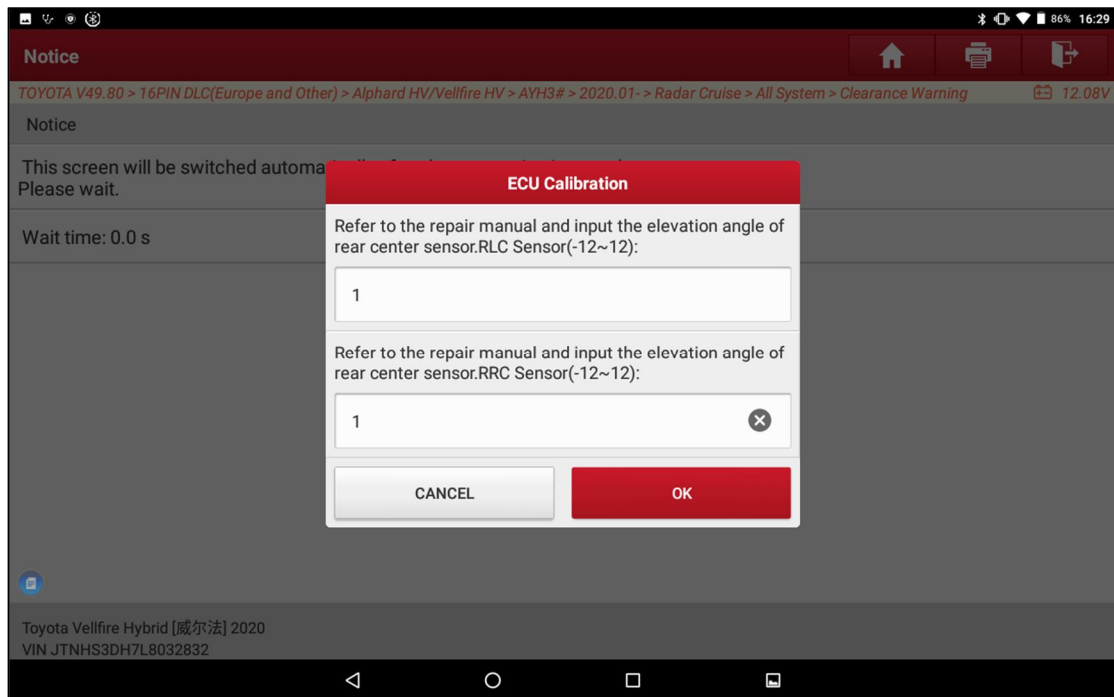 86% 16:29
Notice
TOYOTA V49.80 > 16PIN DLC(Europe and Other) > Alphard HV/Vellfire HV > AYH3# > 2020.01- > Radar Cruise > All System > Clearance Warning
12.08V
Notice
This screen will be switched
Please wait.
Wait time: 0.0 s
ECU Calibration
Refer to the repair manual and input the elevation angle of
rear center sensor.RLC Sensor(-12~12):
1
Refer to the repair manual and input the elevation angle of
rear center sensor.RRC Sensor(-12~12):
1
CANCEL
OK
Toyota Vellfire Hybrid [威尔法] 2020
VIN JTNHS3DH7L8032832